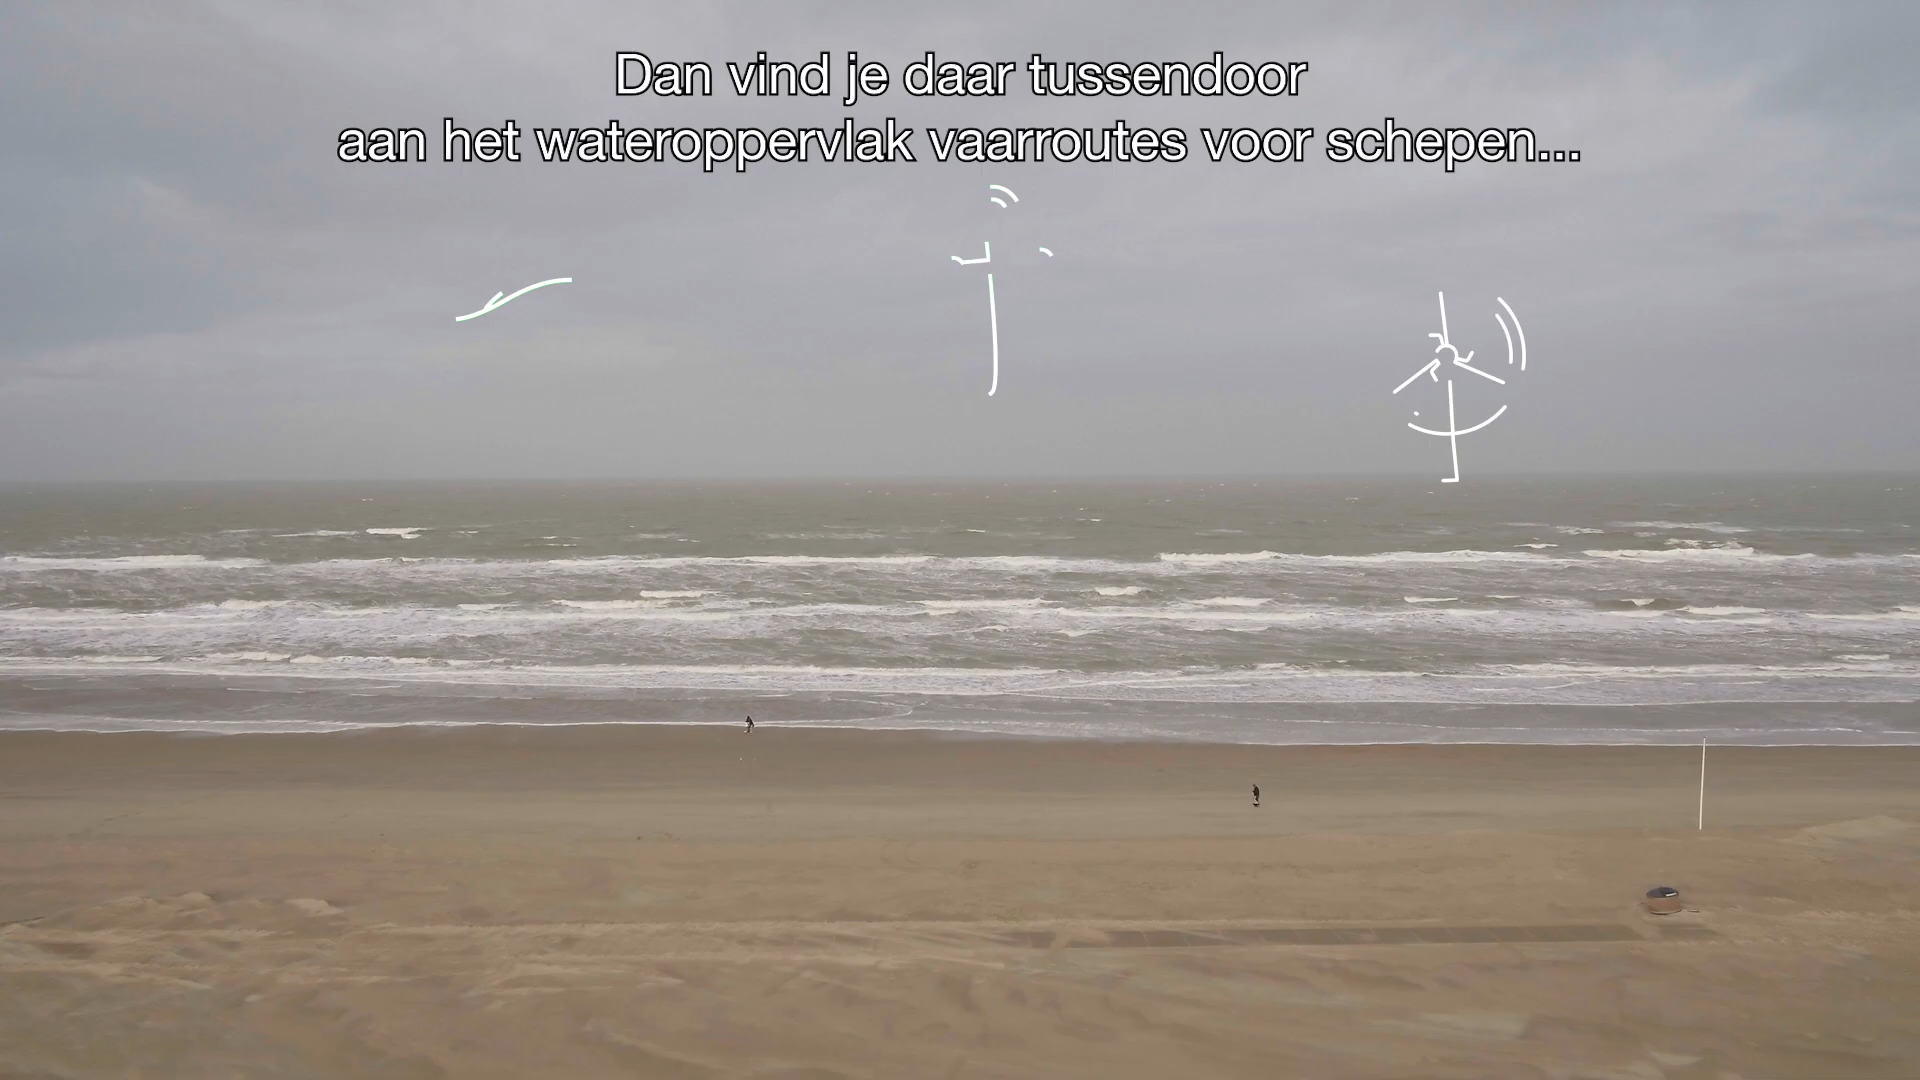 Dan vind je daar tussendoor
aan het wateroppervlak vaarroutes voor schepen...